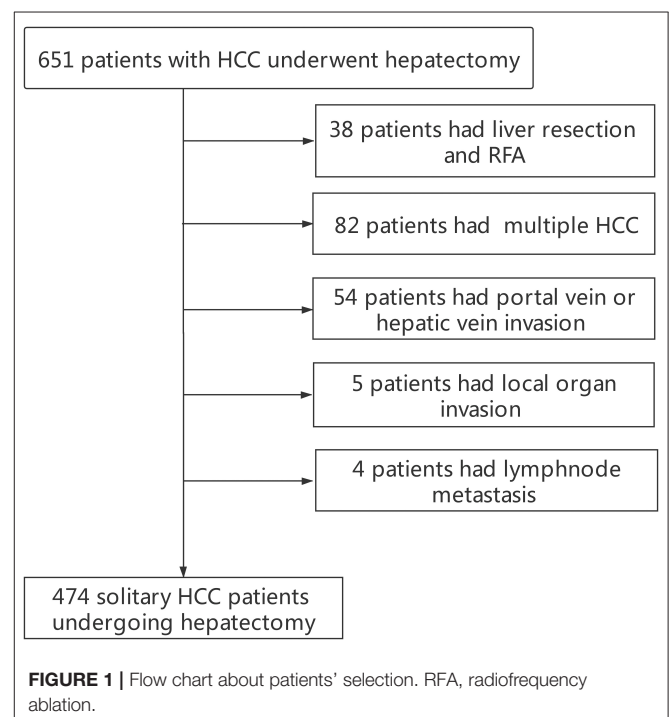 651 patients with HCC underwent hepatectomy
38 patients had liver resection
and RFA
82 patients had multiple HCC
54 patients had portal vein or
hepatic vein invasion
5 patients had local organ
invasion
4 patients had lymphnode
metastasis
474 solitary HCC patients
undergoing hepatectomy
FIGURE 1 | Flow chart about patients’ selection. RFA, radiofrequency
ablation.